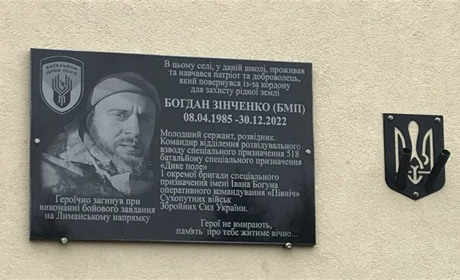 В цьому селі, у даній школі, проживав
та навчався патріот та доброволець,
який повернувся із-за кордону
для захисту рідної землі
БОГДАН ЗІНЧЕНКО (БМП)
08.04.1985 -30.12.2022
Молодший сержант, розвідник.
Командир відділення розвідувального
взводу спеціального призначення 518
батальйону спеціального призначення
«Дике поле»
1 окремої бригади спеціального
призначення імені Івана Богуна
оперативного командування «Північ»
Сухопутних військ
Збройних Сил України.
Героїчно загинув при
виконанні бойового завдання
на Лиманському напрямку
Герої не вмирають,
память про тебе житиме вічно...